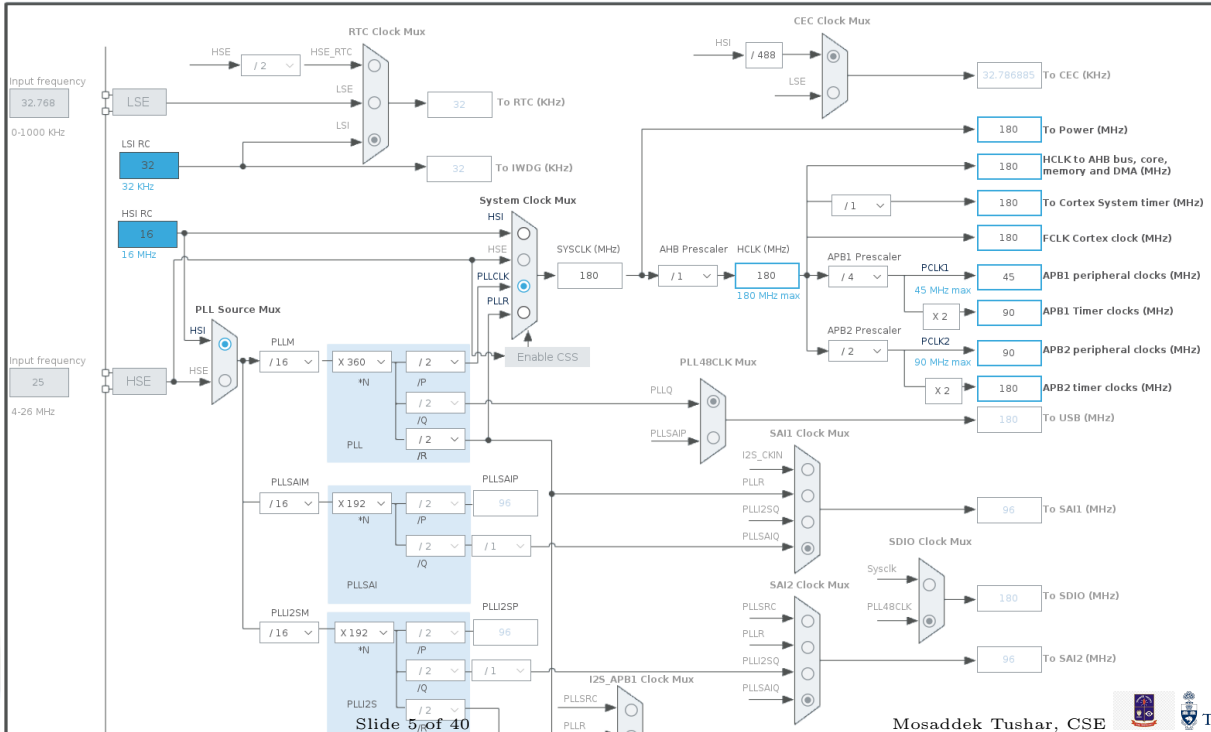 RTC Clock Mux
HSE
/ 2
HSE_RTC
Input frequency
32.768
0-1000 KHz
LSE
LSE
32
To RTC (KHz)
LSI
LSI RC
32
32 KHz
32
To IWDG (KHz)
CEC Clock Mux
HSI
/ 488
LSE
32.786885
To CEC (KHz)
180
To Power (MHz)
180
HCLK to AHB bus, core,
memory and DMA (MHz)
/ 1
180
To Cortex System timer (MHz)
180
FCLK Cortex clock (MHz)
HSI RC
16
16 MHz
System Clock Mux
HSI
HSE
PLLCLK
PLLR
SYSCLK (MHz)
180
AHB Prescaler
/ 1
HCLK (MHz)
180
180 MHz max
APB1 Prescaler
/ 4
PCLK1
45 MHz max
45
APB1 peripheral clocks (MHz)
X 2
90
APB1 Timer clocks (MHz)
APB2 Prescaler
/ 2
PCLK2
90 MHz max
90
APB2 peripheral clocks (MHz)
X 2
180
APB2 timer clocks (MHz)
Enable CSS
PLL Source Mux
HSI
HSE
Input frequency
25
4-26 MHz
HSE
PLLM
/ 16
X 360
*N
/ 2
/P
/ 2
/Q
/ 2
/R
PLL
PLL48CLK Mux
PLLQ
PLLSAIP
180
To USB (MHz)
PLLSAIM
/ 16
X 192
*N
/ 2
/P
PLLSAIP
96
/ 2
/Q
/ 1
PLLSAI
SAI1 Clock Mux
I2S_CKIN
PLLR
PLLI2SQ
PLLSAIQ
96
To SAI1 (MHz)
SDIO Clock Mux
Sysclk
PLL48CLK
180
To SDIO (MHz)
PLLI2SM
/ 16
X 192
*N
/ 2
/P
PLLI2SP
96
/ 2
/Q
/ 1
/ 2
/R
PLLI2S
SAI2 Clock Mux
PLLSRC
PLLR
PLLI2SQ
PLLSAIQ
96
To SAI2 (MHz)
I2S_APB1 Clock Mux
PLLSRC
PLLR
Slide 5 of 40
Mosaddek Tushar, CSE
T